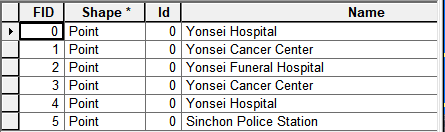 FID Shape * Id Name
0 Point 0 Yonsei Hospital
1 Point 0 Yonsei Cancer Center
2 Point 0 Yonsei Funeral Hospital
3 Point 0 Yonsei Cancer Center
4 Point 0 Yonsei Hospital
5 Point 0 Sinchon Police Station